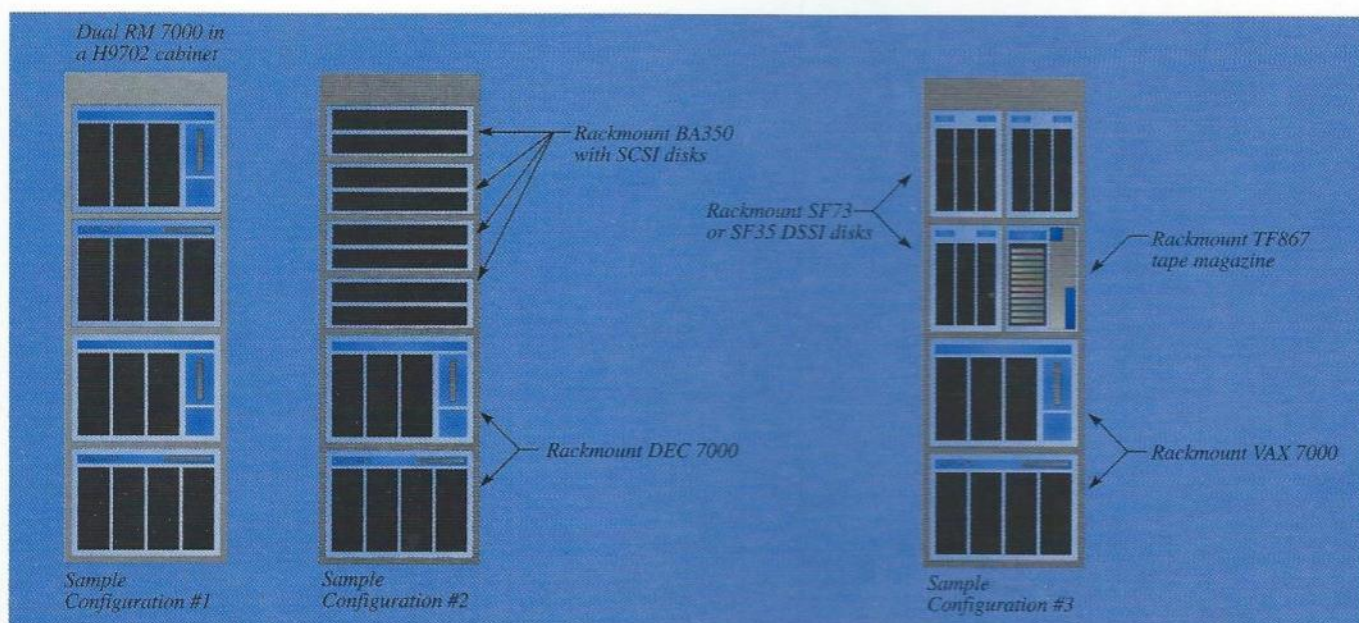 Dual RM 7000 in
a H9702 cabinet
Sample
Configuration #1
Rackmount BA350
with SCSI disks
Rackmount DEC 7000
Sample
Configuration #2
Rackmount SF73
or SF35 DSSI disks
Rackmount TF867
tape magazine
Rackmount VAX 7000
Sample
Configuration #3